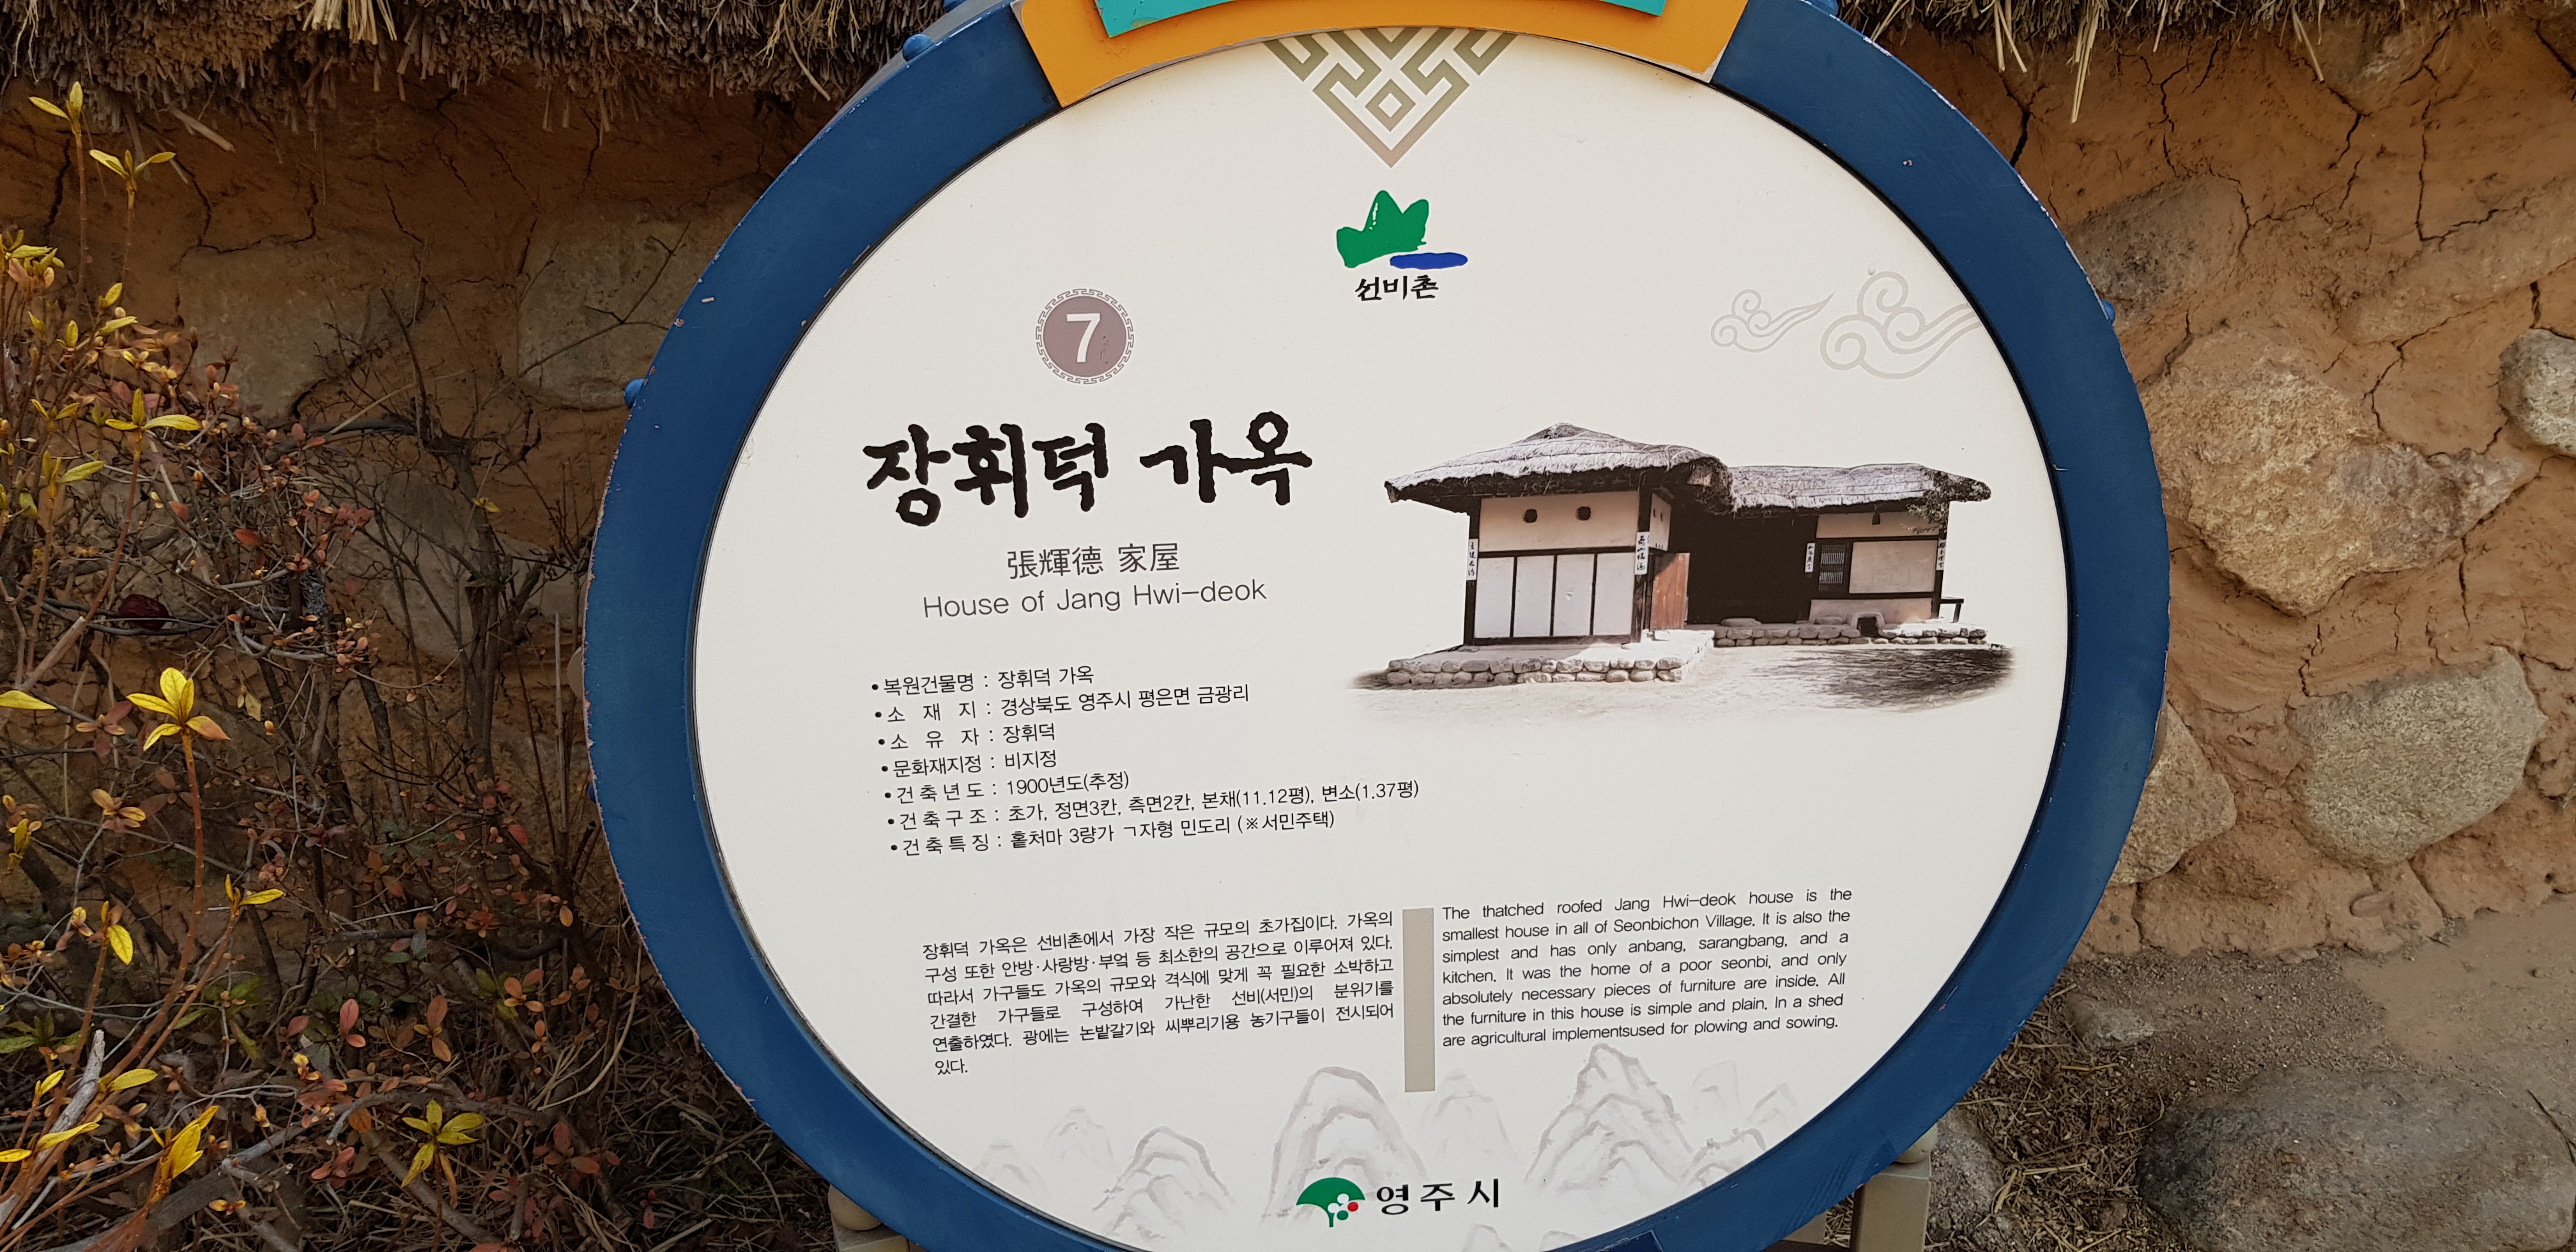 선비촌
7
장휘덕 가옥
張輝德 家屋
House of Jang Hwi-deok
•복원건물명 : 장휘덕 가옥
•소 재 지 : 경상북도 영주시 평은면 금광리
•소 유 자 : 장휘덕
•문화재지정 : 비지정
•건 축 년 도 : 1900년도(추정)
•건 축 구 조 : 초가, 정면3칸, 측면2칸, 본채(11.12평), 변소(1.37평)
•건 축 특 징 : 홑처마 3량가 ㄱ자형 민도리 (※서민주택)
장휘덕 가옥은 선비촌에서 가장 작은 규모의 초가집이다. 가옥의
구성 또한 안방·사랑방·부엌 등 최소한의 공간으로 이루어져 있다.
따라서 가구들도 가옥의 규모와 격식에 맞게 꼭 필요한 소박하고
간결한 가구들로 구성하여 가난한 선비(서민)의 분위기를
연출하였다. 광에는 논밭갈기와 씨뿌리기용 농기구들이 전시되어
있다.
The thatched roofed Jang Hwi-deok house is the
smallest house in all of Seonbichon Village. It is also the
simplest and has only anbang, sarangbang, and a
kitchen. It was the home of a poor seonbi, and only
absolutely necessary pieces of furniture are inside. All
the furniture in this house is simple and plain. In a shed
are agricultural implementsused for plowing and sowing.
영주시